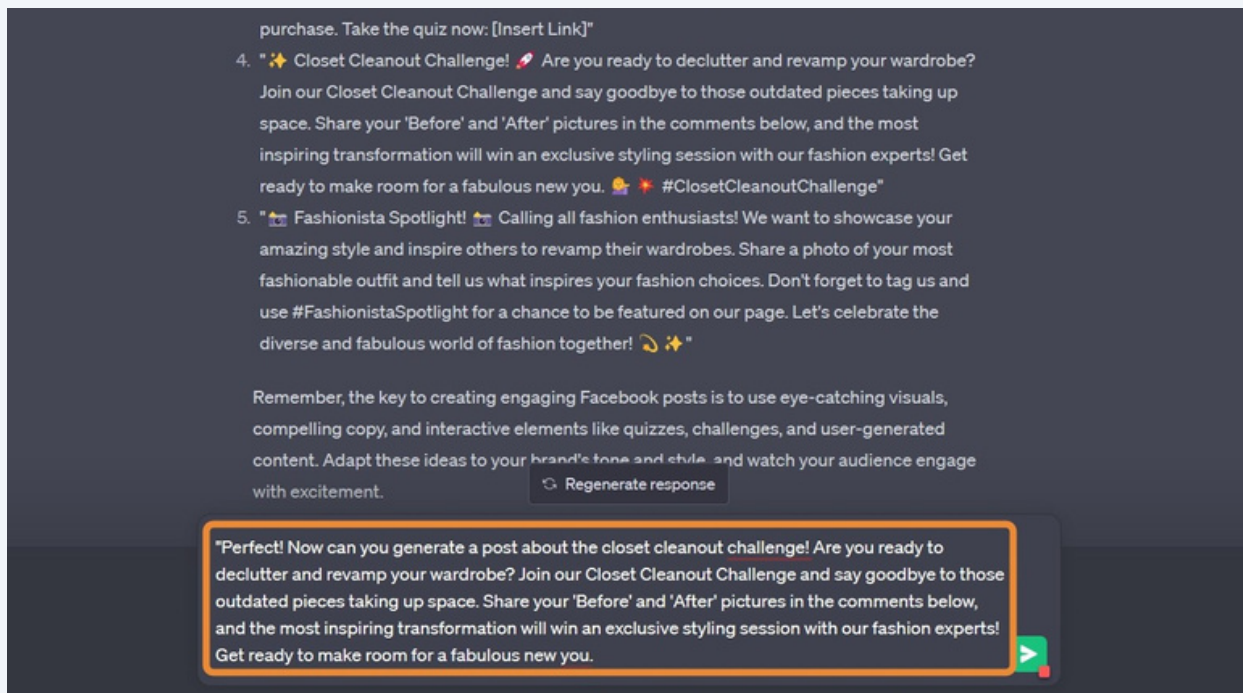 purchase. Take the quiz now: [Insert Link]"
4. "✨ Closet Cleanout Challenge! 🚀 Are you ready to declutter and revamp your wardrobe?
Join our Closet Cleanout Challenge and say goodbye to those outdated pieces taking up
space. Share your 'Before' and 'After' pictures in the comments below, and the most
inspiring transformation will win an exclusive styling session with our fashion experts! Get
ready to make room for a fabulous new you. 💁 💥 #ClosetCleanoutChallenge"
5. "📸 Fashionista Spotlight! 📸 Calling all fashion enthusiasts! We want to showcase your
amazing style and inspire others to revamp their wardrobes. Share a photo of your most
fashionable outfit and tell us what inspires your fashion choices. Don't forget to tag us and
use #FashionistaSpotlight for a chance to be featured on our page. Let's celebrate the
diverse and fabulous world of fashion together! 💫 ✨"
Remember, the key to creating engaging Facebook posts is to use eye-catching visuals,
compelling copy, and interactive elements like quizzes, challenges, and user-generated
content. Adapt these ideas to your brand's tone and style, and watch your audience engage
with excitement.
Regenerate response
"Perfect! Now can you generate a post about the closet cleanout challenge! Are you ready to
declutter and revamp your wardrobe? Join our Closet Cleanout Challenge and say goodbye to those
outdated pieces taking up space. Share your 'Before' and 'After' pictures in the comments below,
and the most inspiring transformation will win an exclusive styling session with our fashion experts!
Get ready to make room for a fabulous new you.